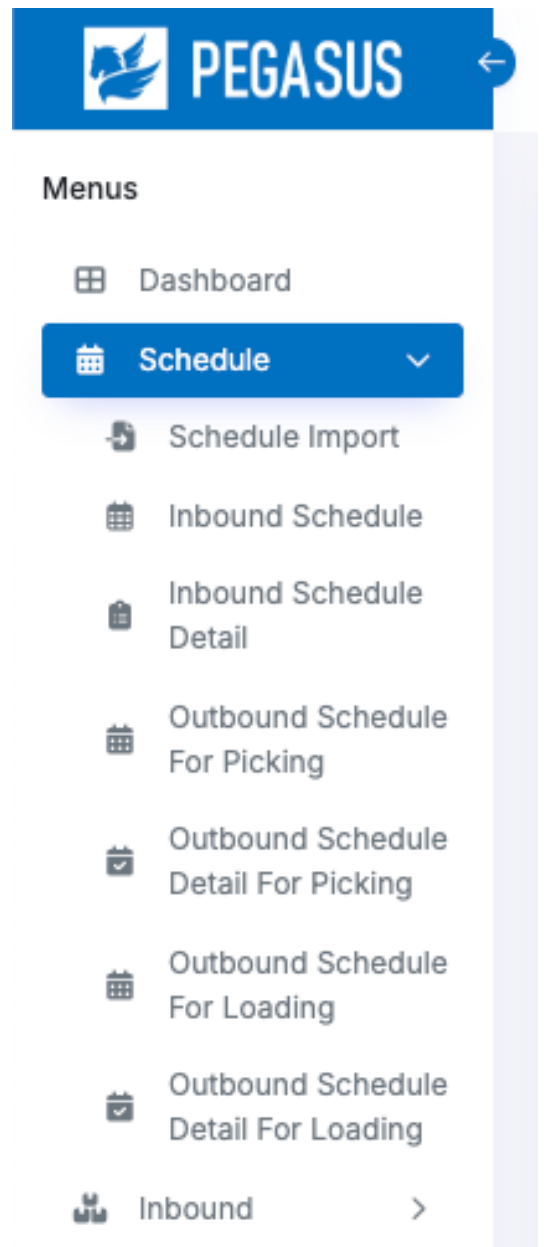 PEGASUS
Menus
Dashboard
Schedule
Schedule Import
Inbound Schedule
Inbound Schedule
Detail
Outbound Schedule
For Picking
Outbound Schedule
Detail For Picking
Outbound Schedule
For Loading
Outbound Schedule
Detail For Loading
Inbound